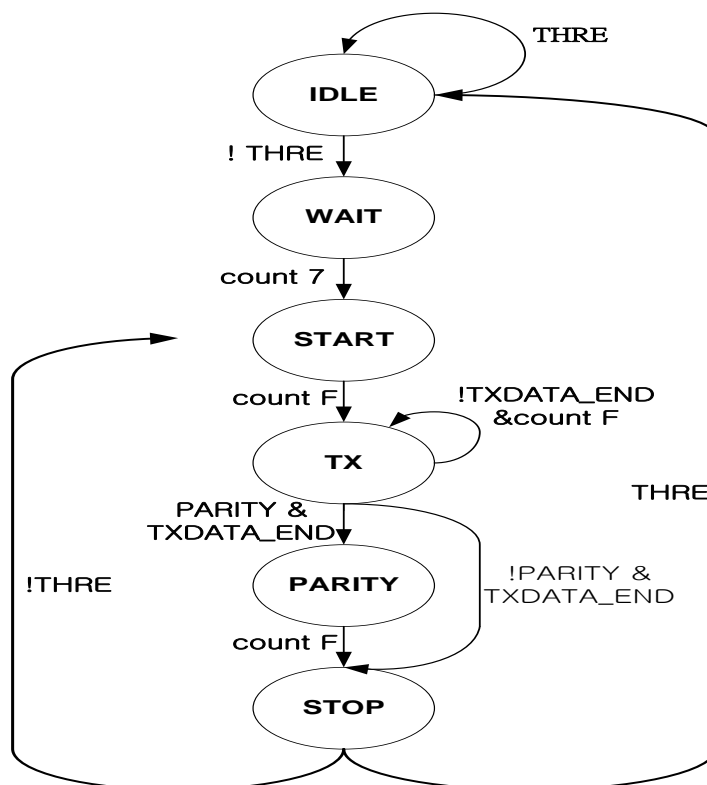 THRE
IDLE
! THRE
WAIT
count 7
START
count F
!TXDATA_END
&count F
TX
THRE
PARITY &
TXDATA_END
!THRE
PARITY
!PARITY &
TXDATA_END
count F
STOP